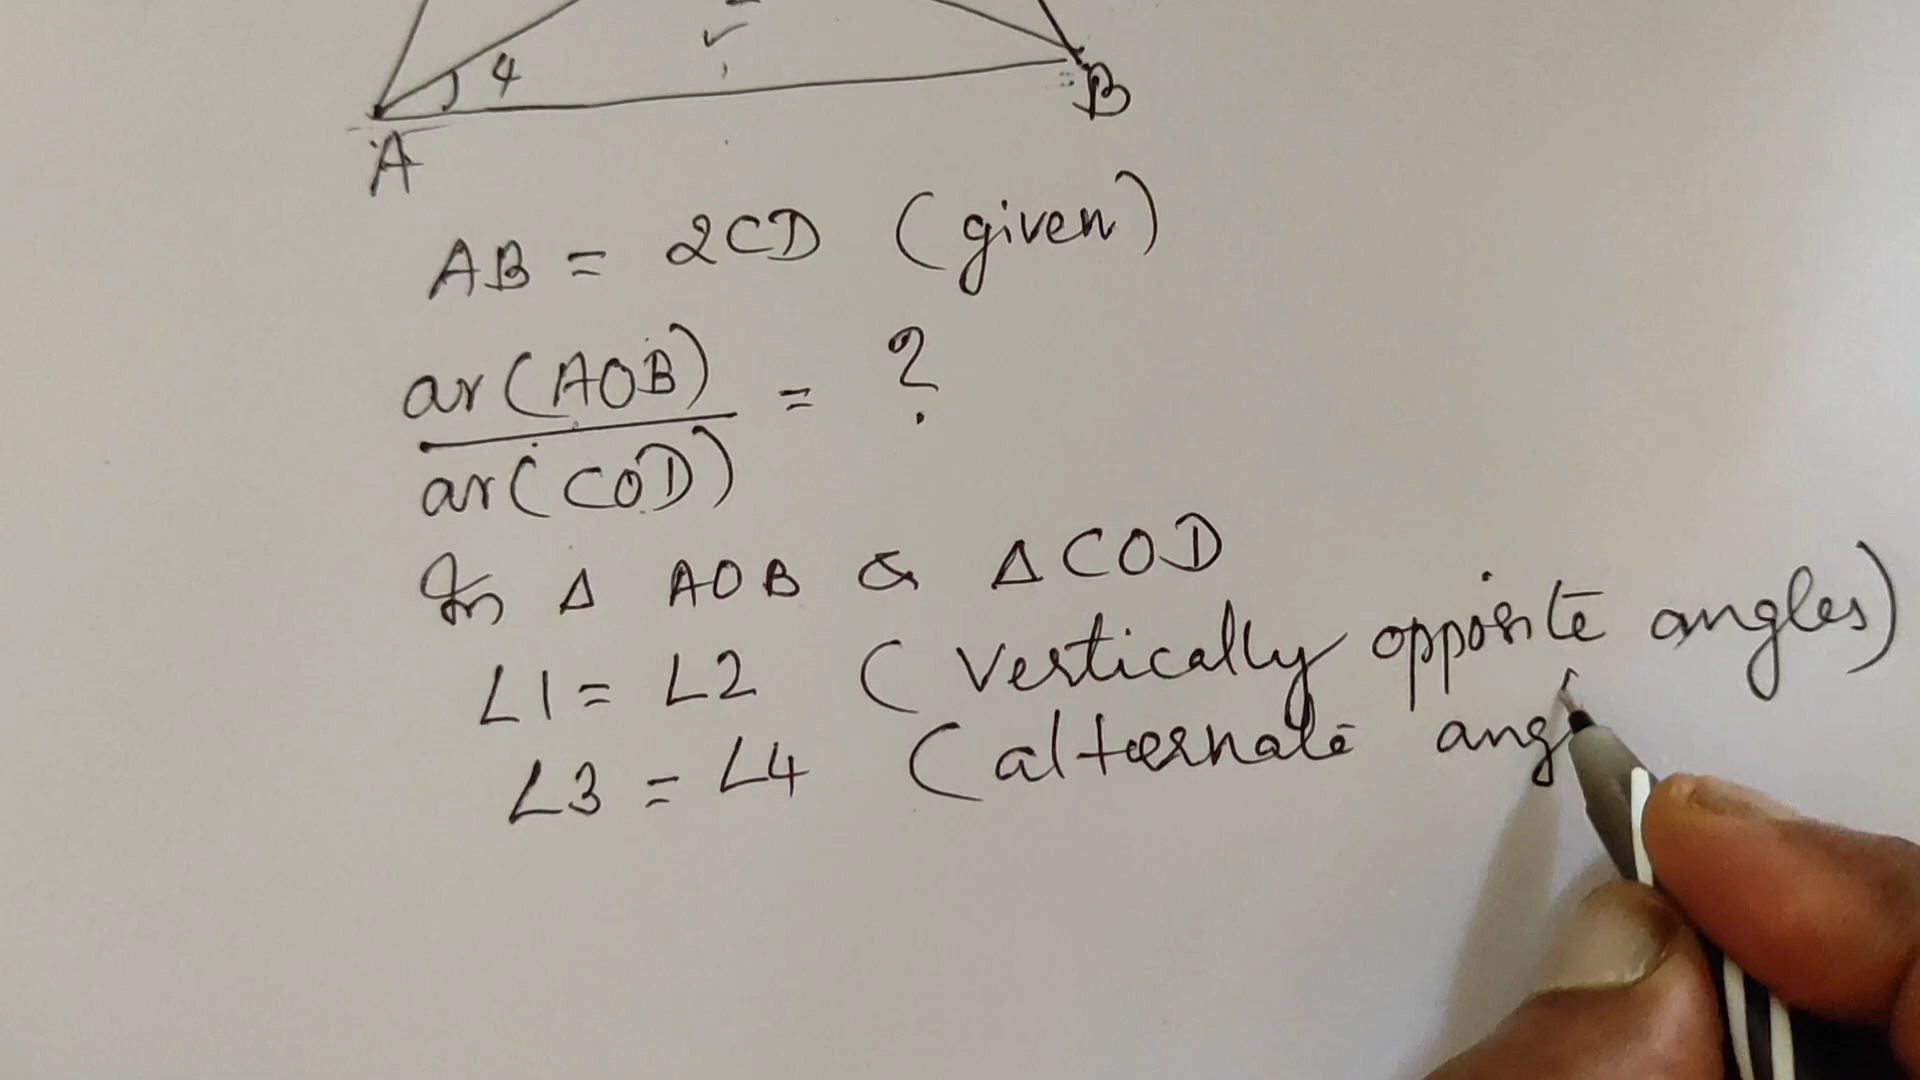 4
B
A
AB = 2CD (given)
ar(AOB)
= ?
ar(COD)
In Δ AOB & Δ COD
∠1 = ∠2 (Vertically opposite angles)
∠3 = ∠4 (alternate ang